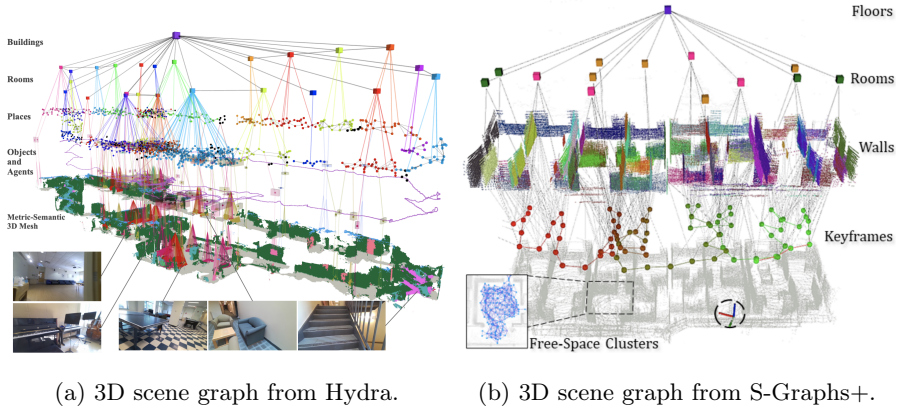 Buildings
Rooms
Places
Objects
and
Agents
Metric-Semantic
3D Mesh
Floors
Rooms
Walls
Keyframes
Free-Space Clusters
(a) 3D scene graph from Hydra.
(b) 3D scene graph from S-Graphs+.